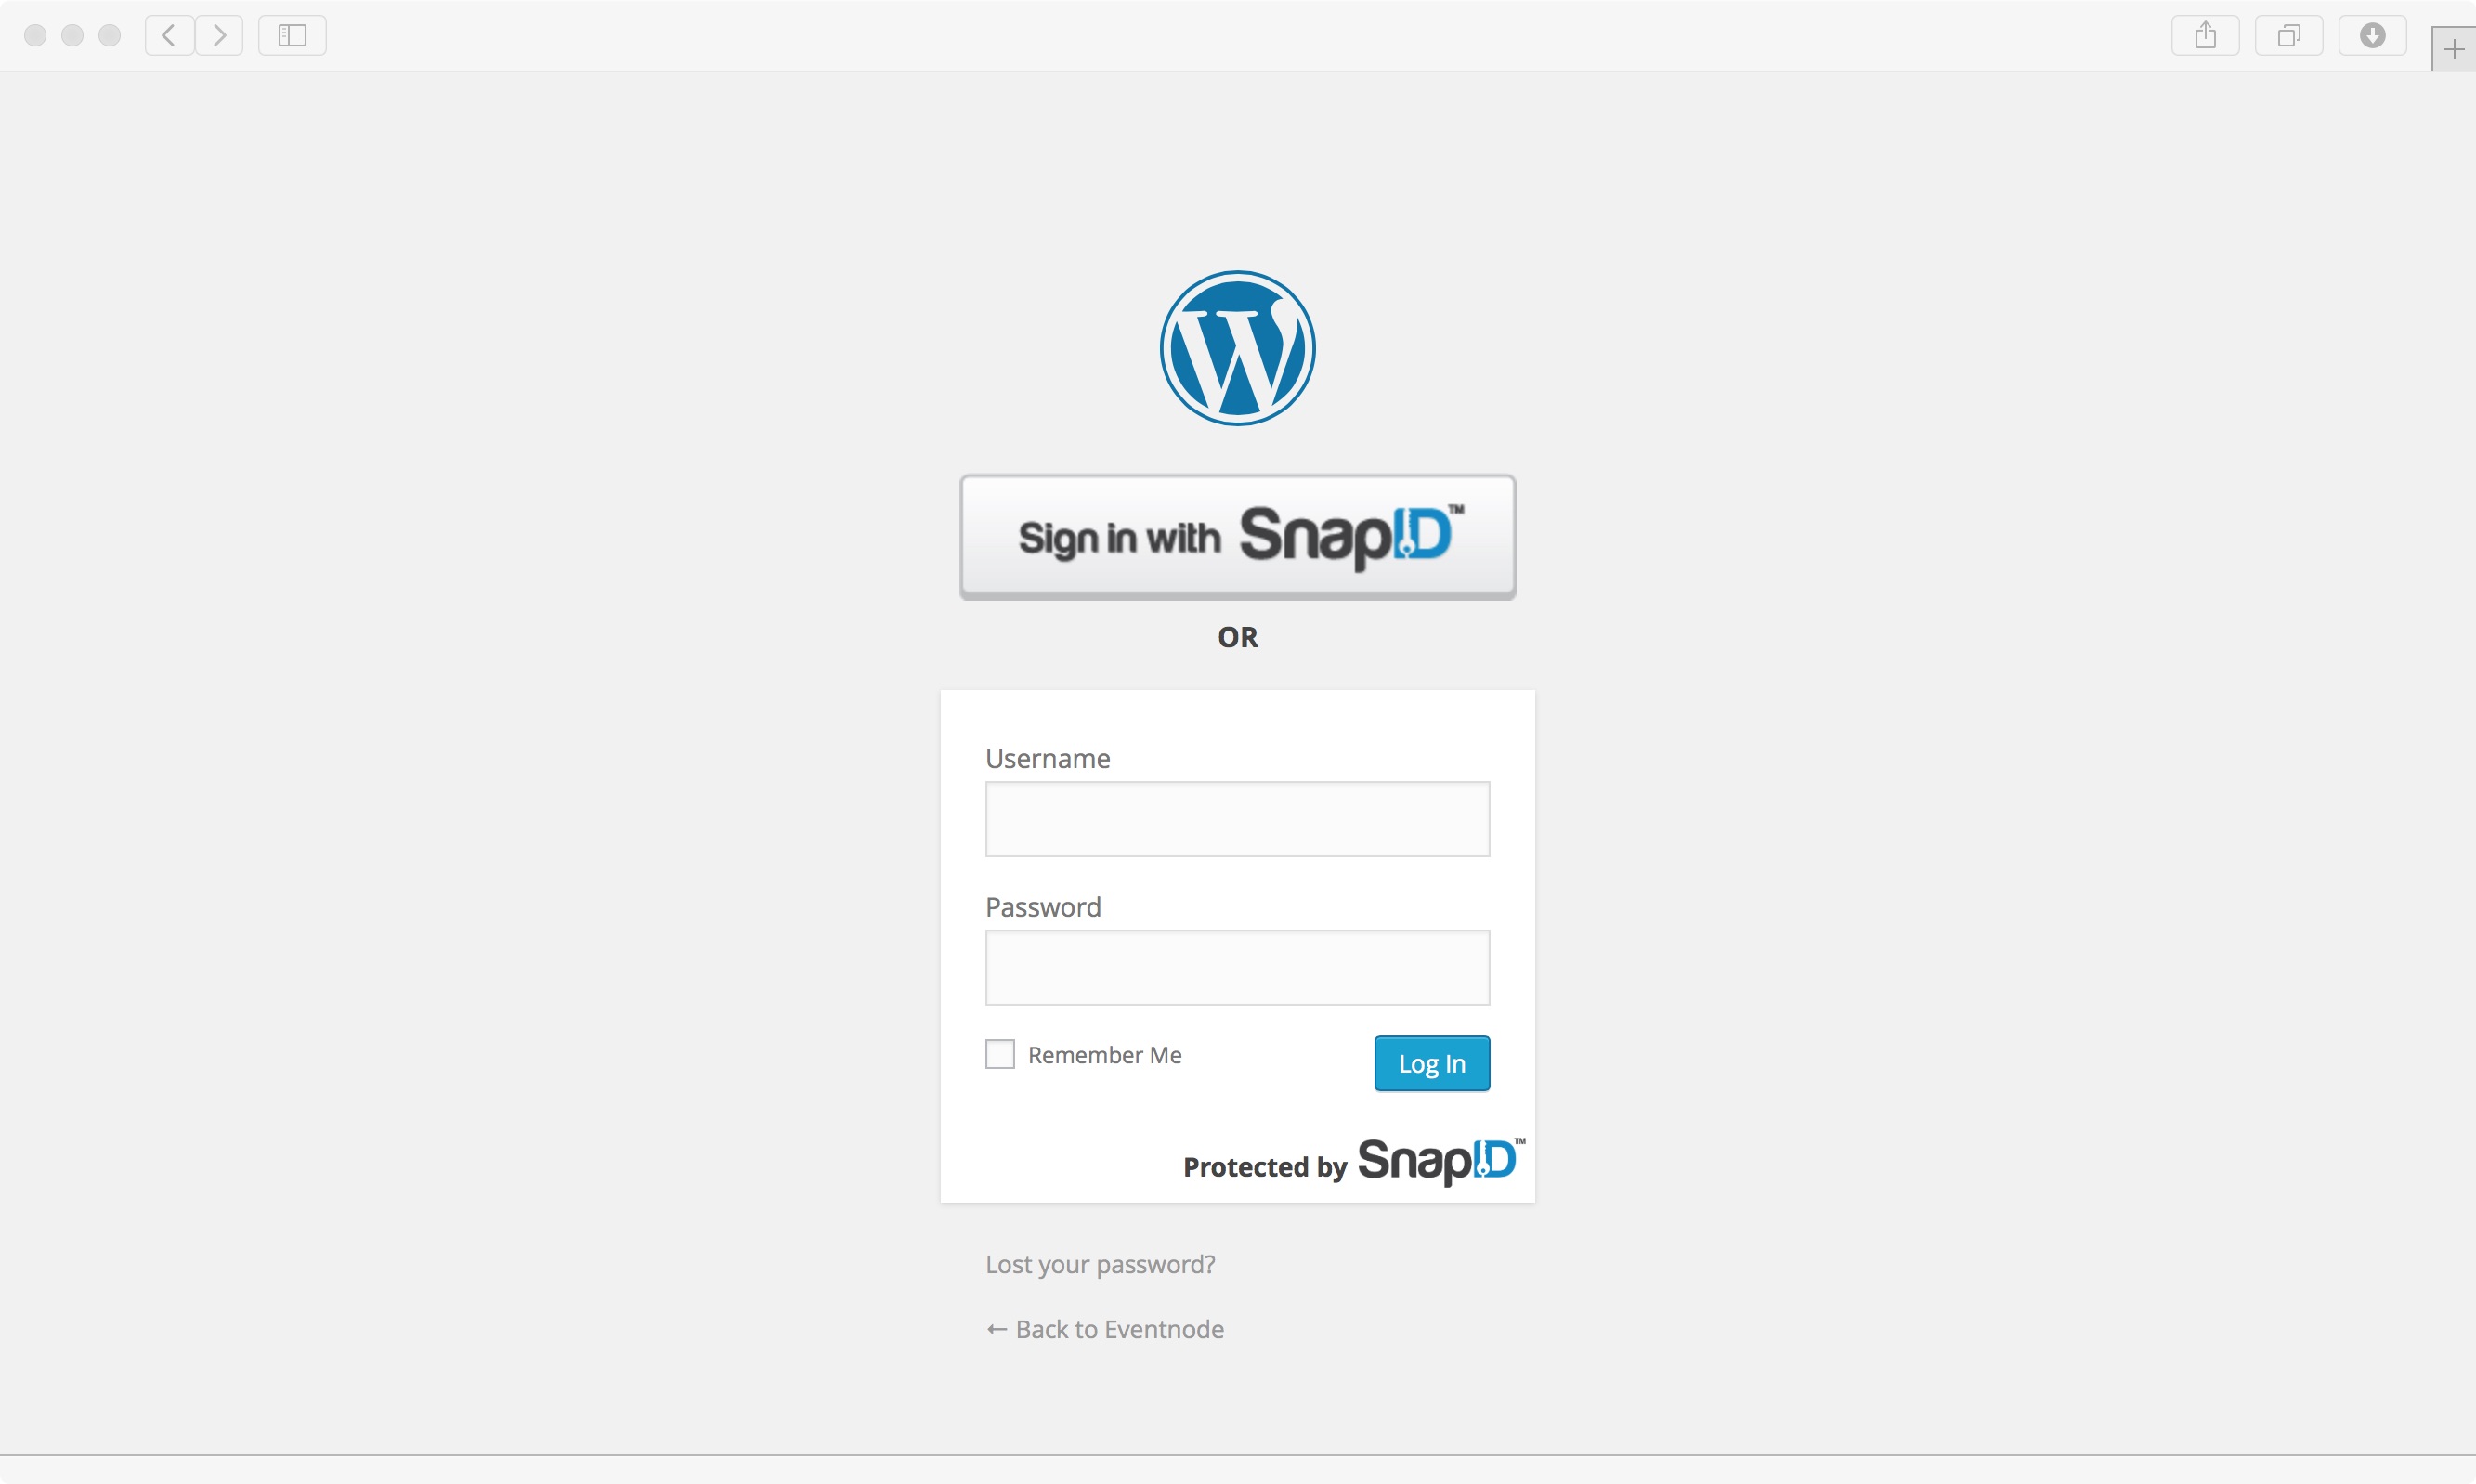 Sign in with SnapID™
OR
Username
Password
Remember Me
Log In
Protected by SnapID™
Lost your password?
← Back to Eventnode